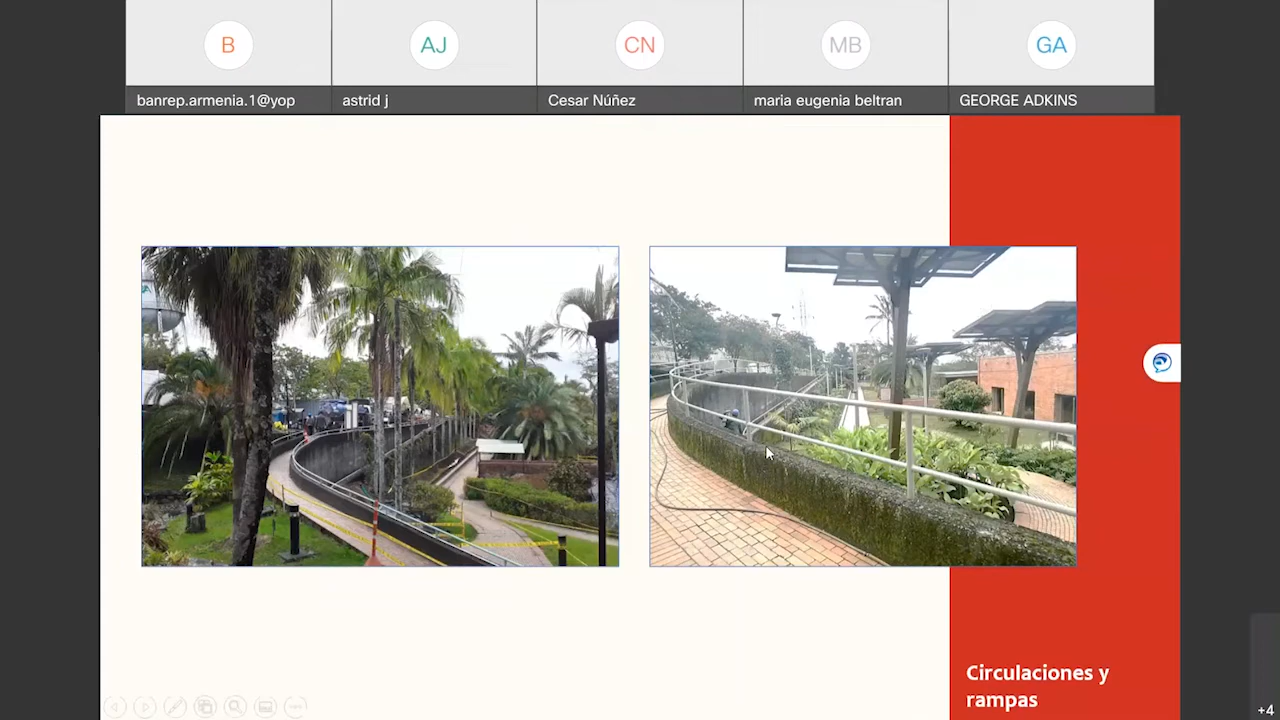 B
AJ
CN
MB
GA
banrep.armenia.1@yop
astrid j
Cesar Núñez
maria eugenia beltran
GEORGE ADKINS
Circulaciones y
rampas
+4